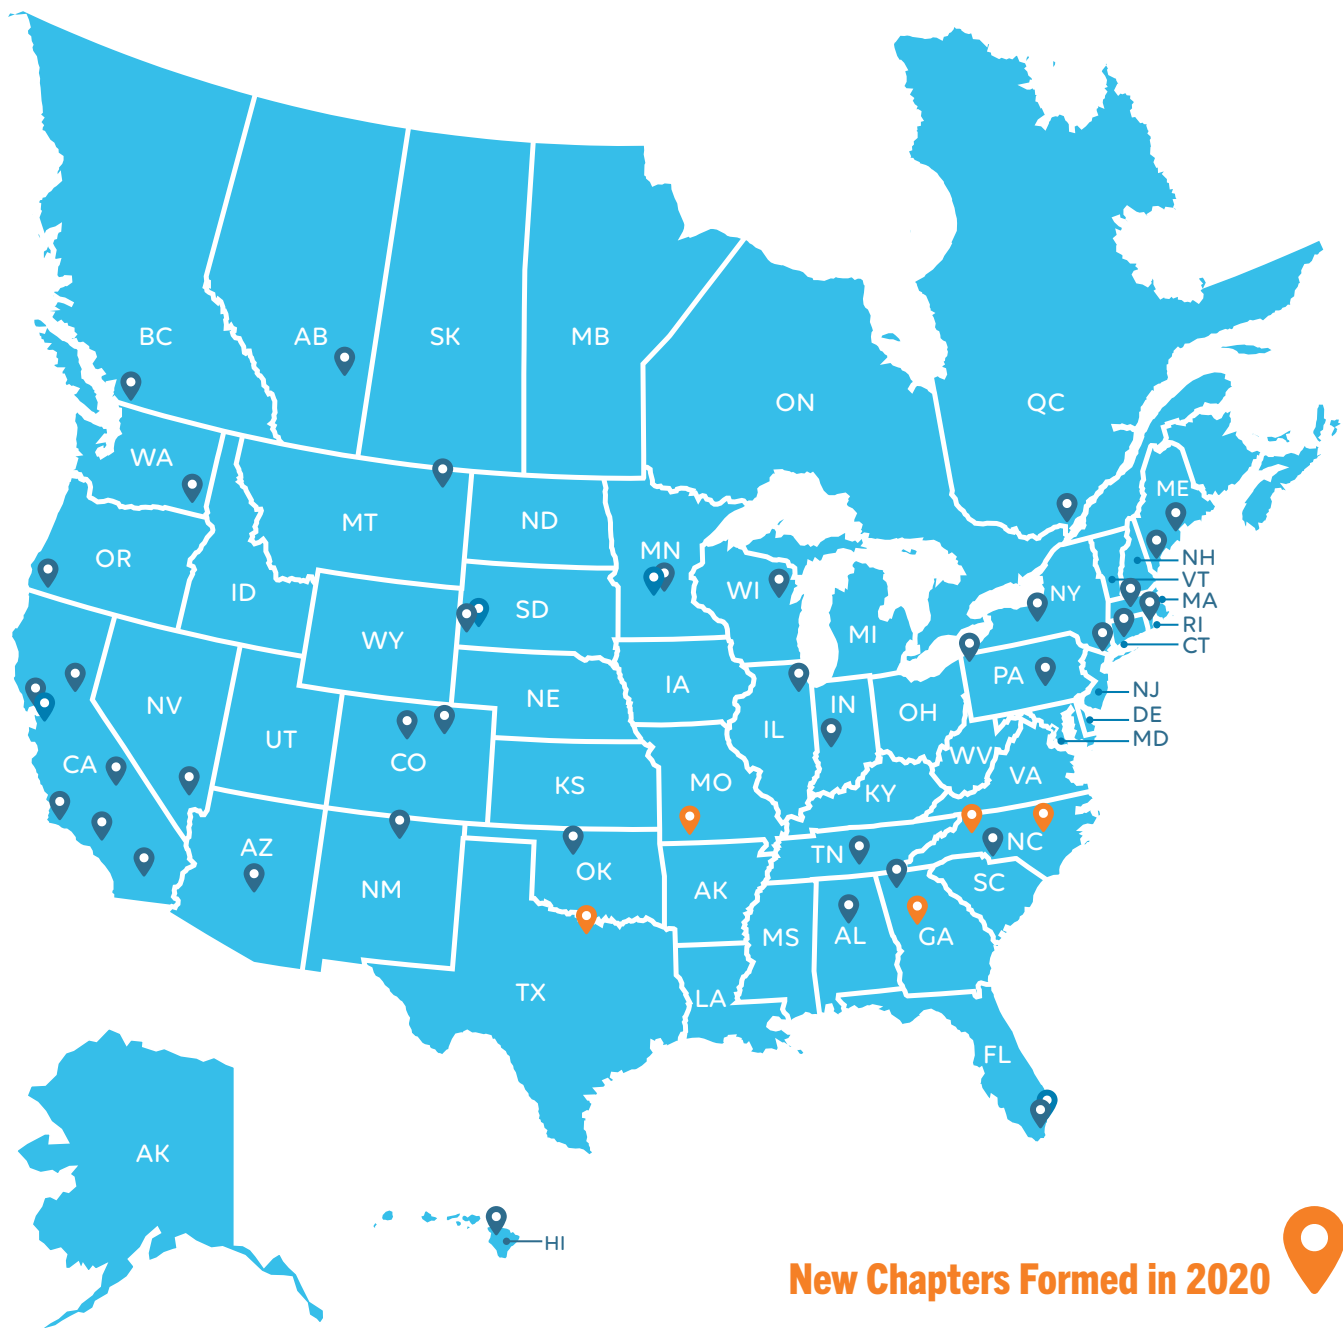 BC
AB
SK
MB
ON
QC
WA
MT
ND
MN
ME
OR
ID
SD
WI
NY
NH
VT
MA
RI
CT
WY
MI
NV
UT
NE
IA
PA
NJ
DE
MD
CA
CO
KS
MO
IL
IN
OH
WV
VA
KY
AZ
NM
OK
AK
TN
NC
SC
TX
LA
MS
AL
GA
FL
AK
HI
New Chapters Formed in 2020